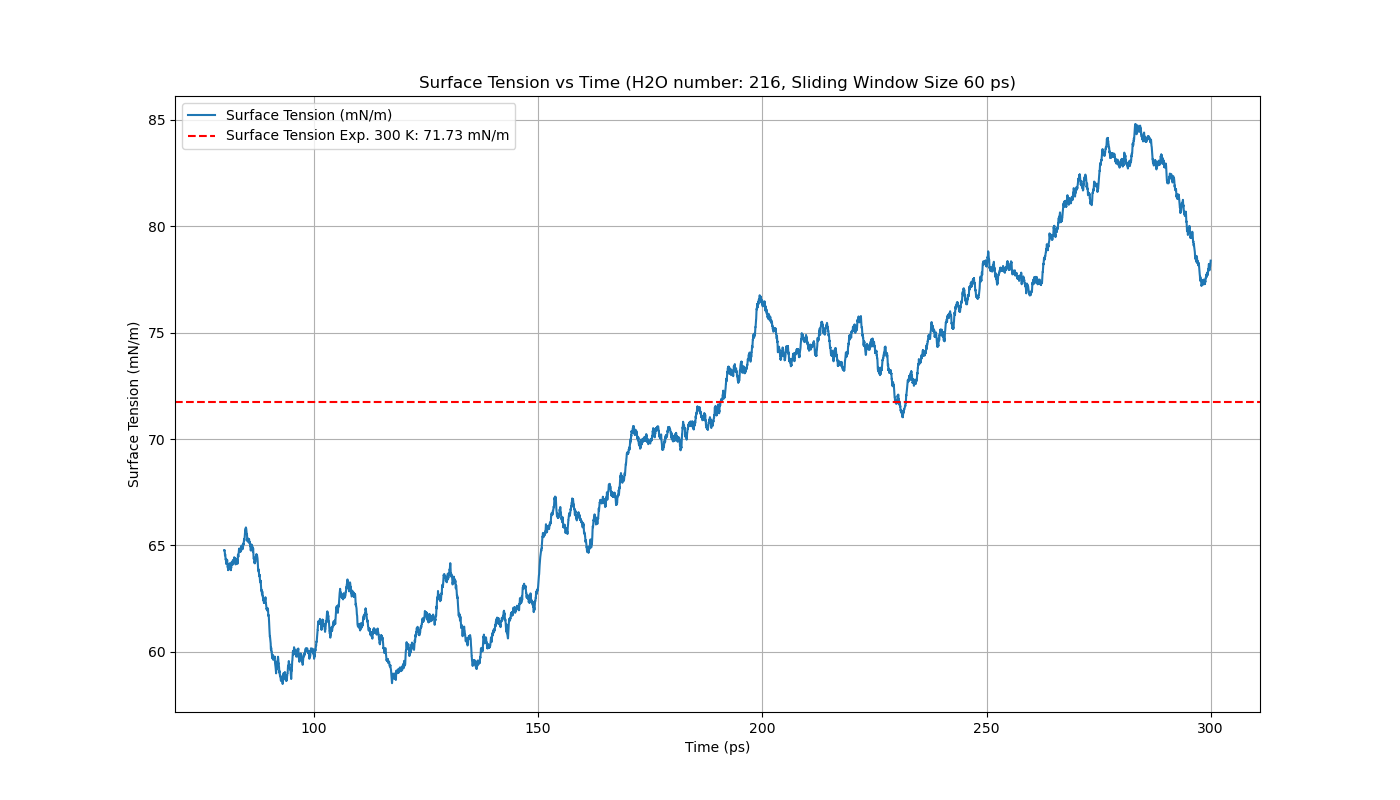 Surface Tension vs Time (H2O number: 216, Sliding Window Size 60 ps)
Surface Tension (mN/m)
Surface Tension Exp. 300 K: 71.73 mN/m
Surface Tension (mN/m)
85
80
75
70
65
60
100 150 200 250 300
Time (ps)